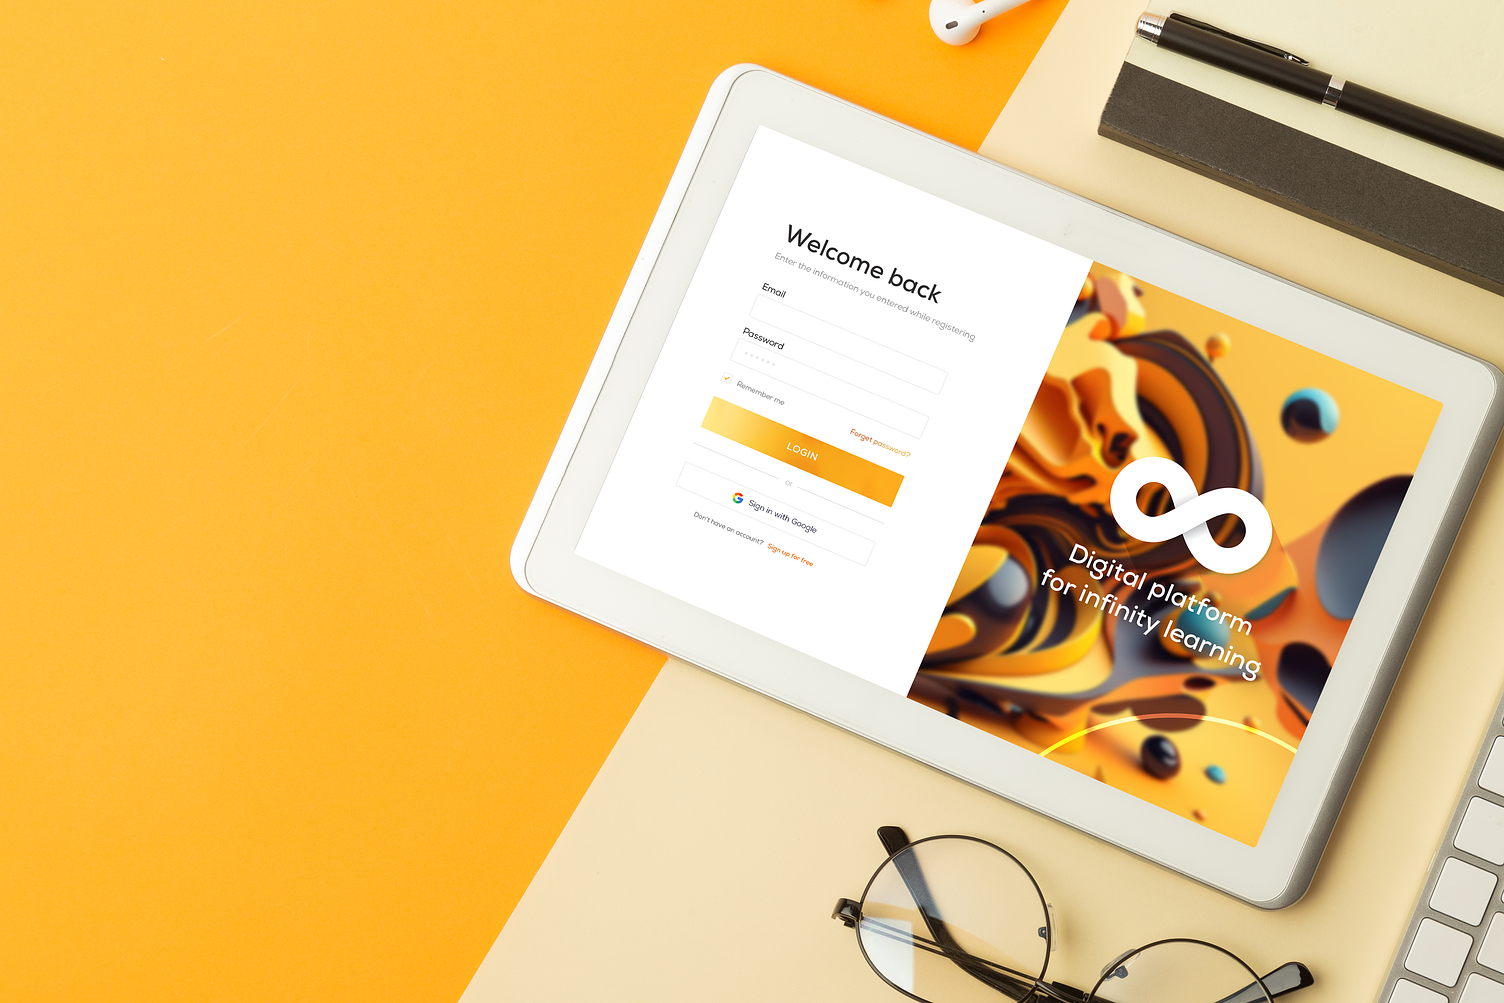 Welcome back
Enter the information you entered while registering
Email
Password
Remember me
Forget password?
LOGIN
or
Sign in with Google
Don't have an account? Sign up for free
Digital platform
for infinity learning